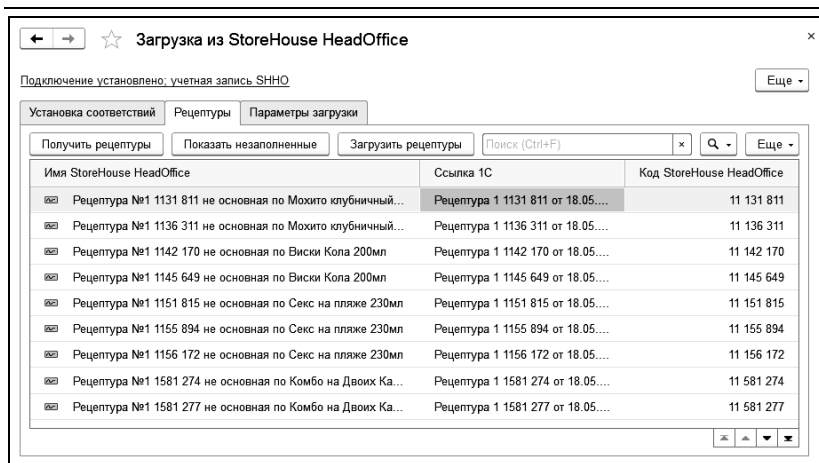 Загрузка из StoreHouse HeadOffice
Подключение установлено; учетная запись SHHO
Еще
Установка соответствий Рецептуры Параметры загрузки
Получить рецептуры Показать незаполненные Загрузить рецептуры Поиск (Ctrl+F) × Еще
Имя StoreHouse HeadOffice Ссылка 1С Код StoreHouse HeadOffice
Рецептура №1 1131 811 не основная по Мохито клубничный... Рецептура 1 1131 811 от 18.05.... 11 131 811
Рецептура №1 1136 311 не основная по Мохито клубничный... Рецептура 1 1136 311 от 18.05.... 11 136 311
Рецептура №1 1142 170 не основная по Виски Кола 200мл Рецептура 1 1142 170 от 18.05.... 11 142 170
Рецептура №1 1145 649 не основная по Виски Кола 200мл Рецептура 1 1145 649 от 18.05.... 11 145 649
Рецептура №1 1151 815 не основная по Секс на пляже 230мл Рецептура 1 1151 815 от 18.05.... 11 151 815
Рецептура №1 1155 894 не основная по Секс на пляже 230мл Рецептура 1 1155 894 от 18.05.... 11 155 894
Рецептура №1 1156 172 не основная по Секс на пляже 230мл Рецептура 1 1156 172 от 18.05.... 11 156 172
Рецептура №1 1581 274 не основная по Комбо на Двоих Ка... Рецептура 1 1581 274 от 18.05.... 11 581 274
Рецептура №1 1581 277 не основная по Комбо на Двоих Ка... Рецептура 1 1581 277 от 18.05.... 11 581 277